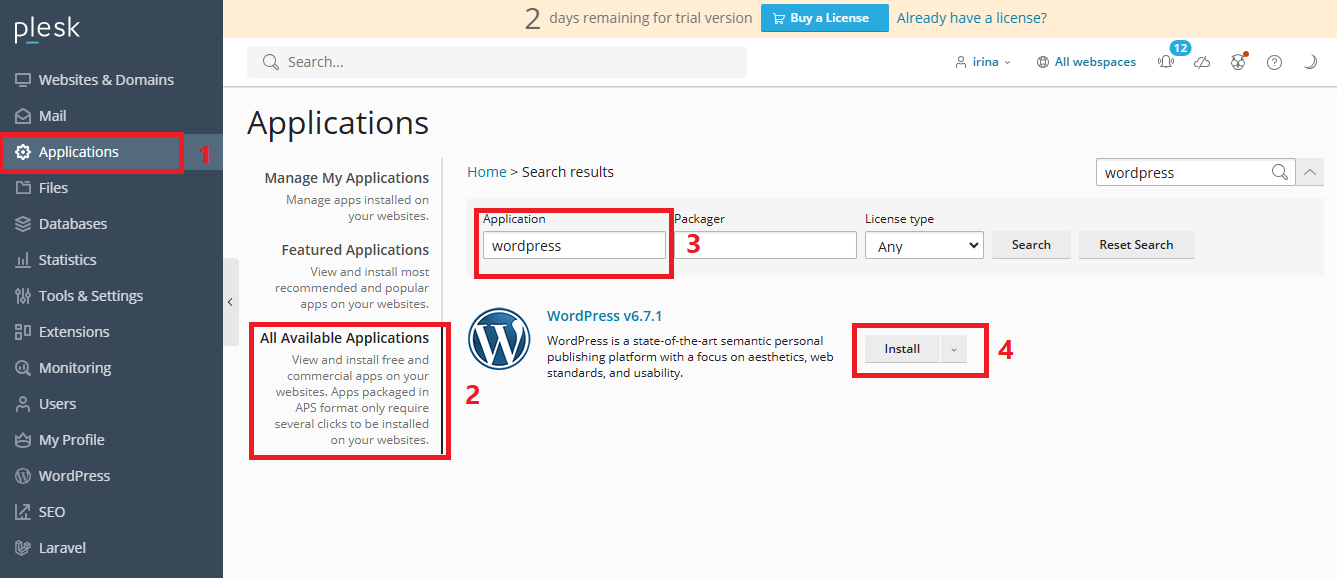 plesk
2 days remaining for trial version
Buy a License
Already have a license?
Search...
irina
All webspaces
12
Websites & Domains
Mail
Applications
1
Files
Databases
Statistics
Tools & Settings
Extensions
Monitoring
Users
My Profile
WordPress
SEO
Laravel
Applications
Manage My Applications
Manage apps installed on
your websites.
Featured Applications
View and install most
recommended and popular
apps on your websites.
All Available Applications
View and install free and
commercial apps on your
websites. Apps packaged in
APS format only require
several clicks to be installed
on your websites.
2
Home > Search results
wordpress
Application
wordpress
3
Packager
License type
Any
Search
Reset Search
WordPress v6.7.1
WordPress is a state-of-the-art semantic personal
publishing platform with a focus on aesthetics, web
standards, and usability.
Install
4